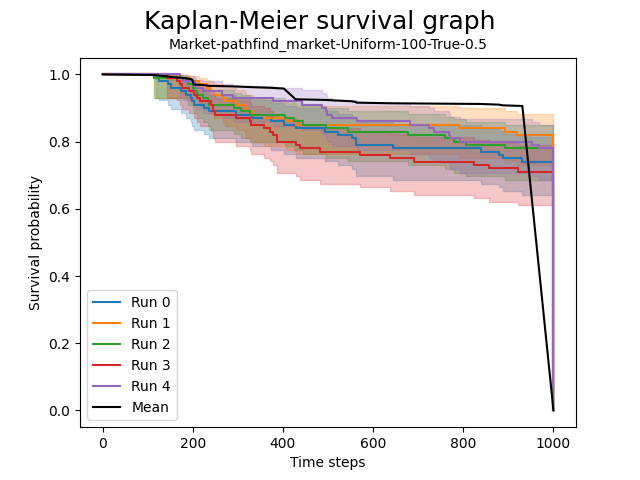 Kaplan-Meier survival graph
Market-pathfind_market-Uniform-100-True-0.5
Survival probability
1.0
0.8
0.6
0.4
0.2
0.0
Run 0
Run 1
Run 2
Run 3
Run 4
Mean
0 200 400 600 800 1000
Time steps